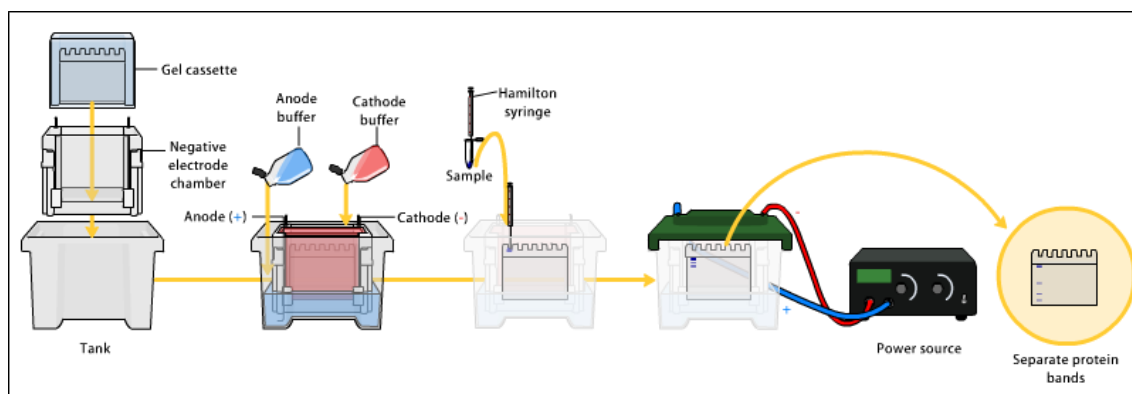 Gel cassette
Negative
electrode
chamber
Tank
Anode
buffer
Cathode
buffer
Anode (+)
Cathode (-)
Hamilton
syringe
Sample
-
+
Power source
Separate protein
bands